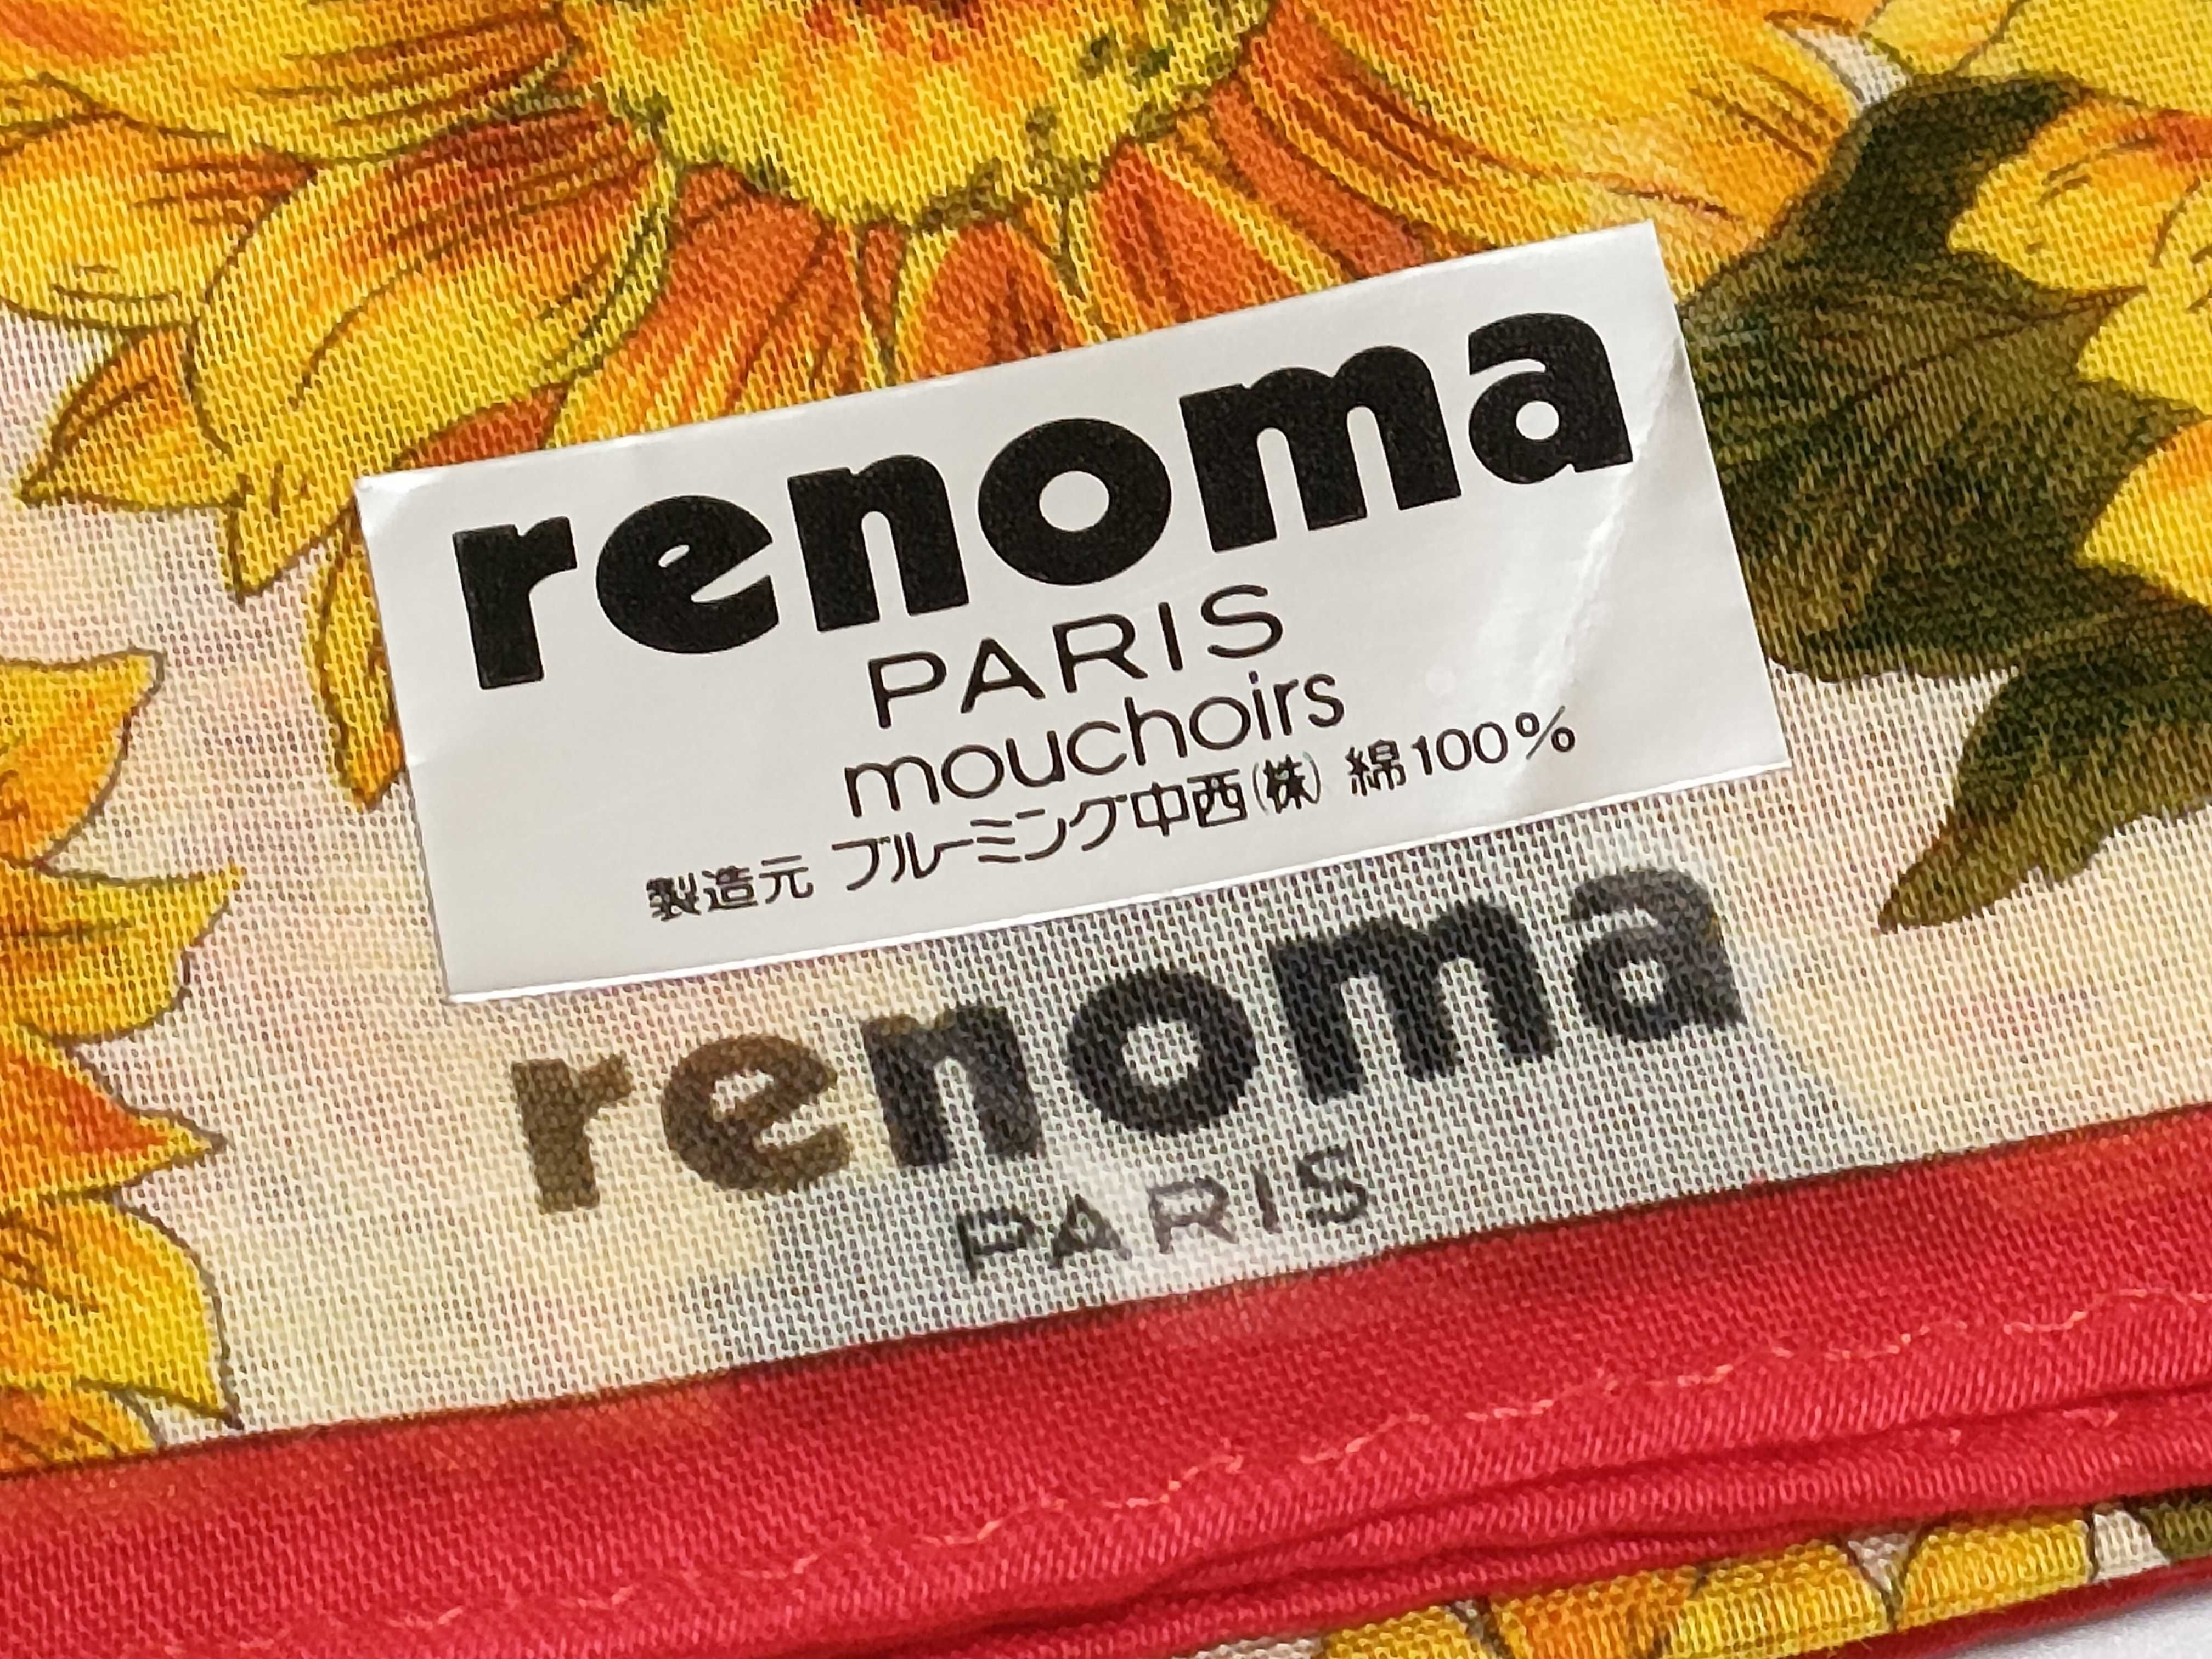 renoma
PARIS
mouchoirs
製造元 ブルーミング中西(株) 綿100%
renoma
PARIS